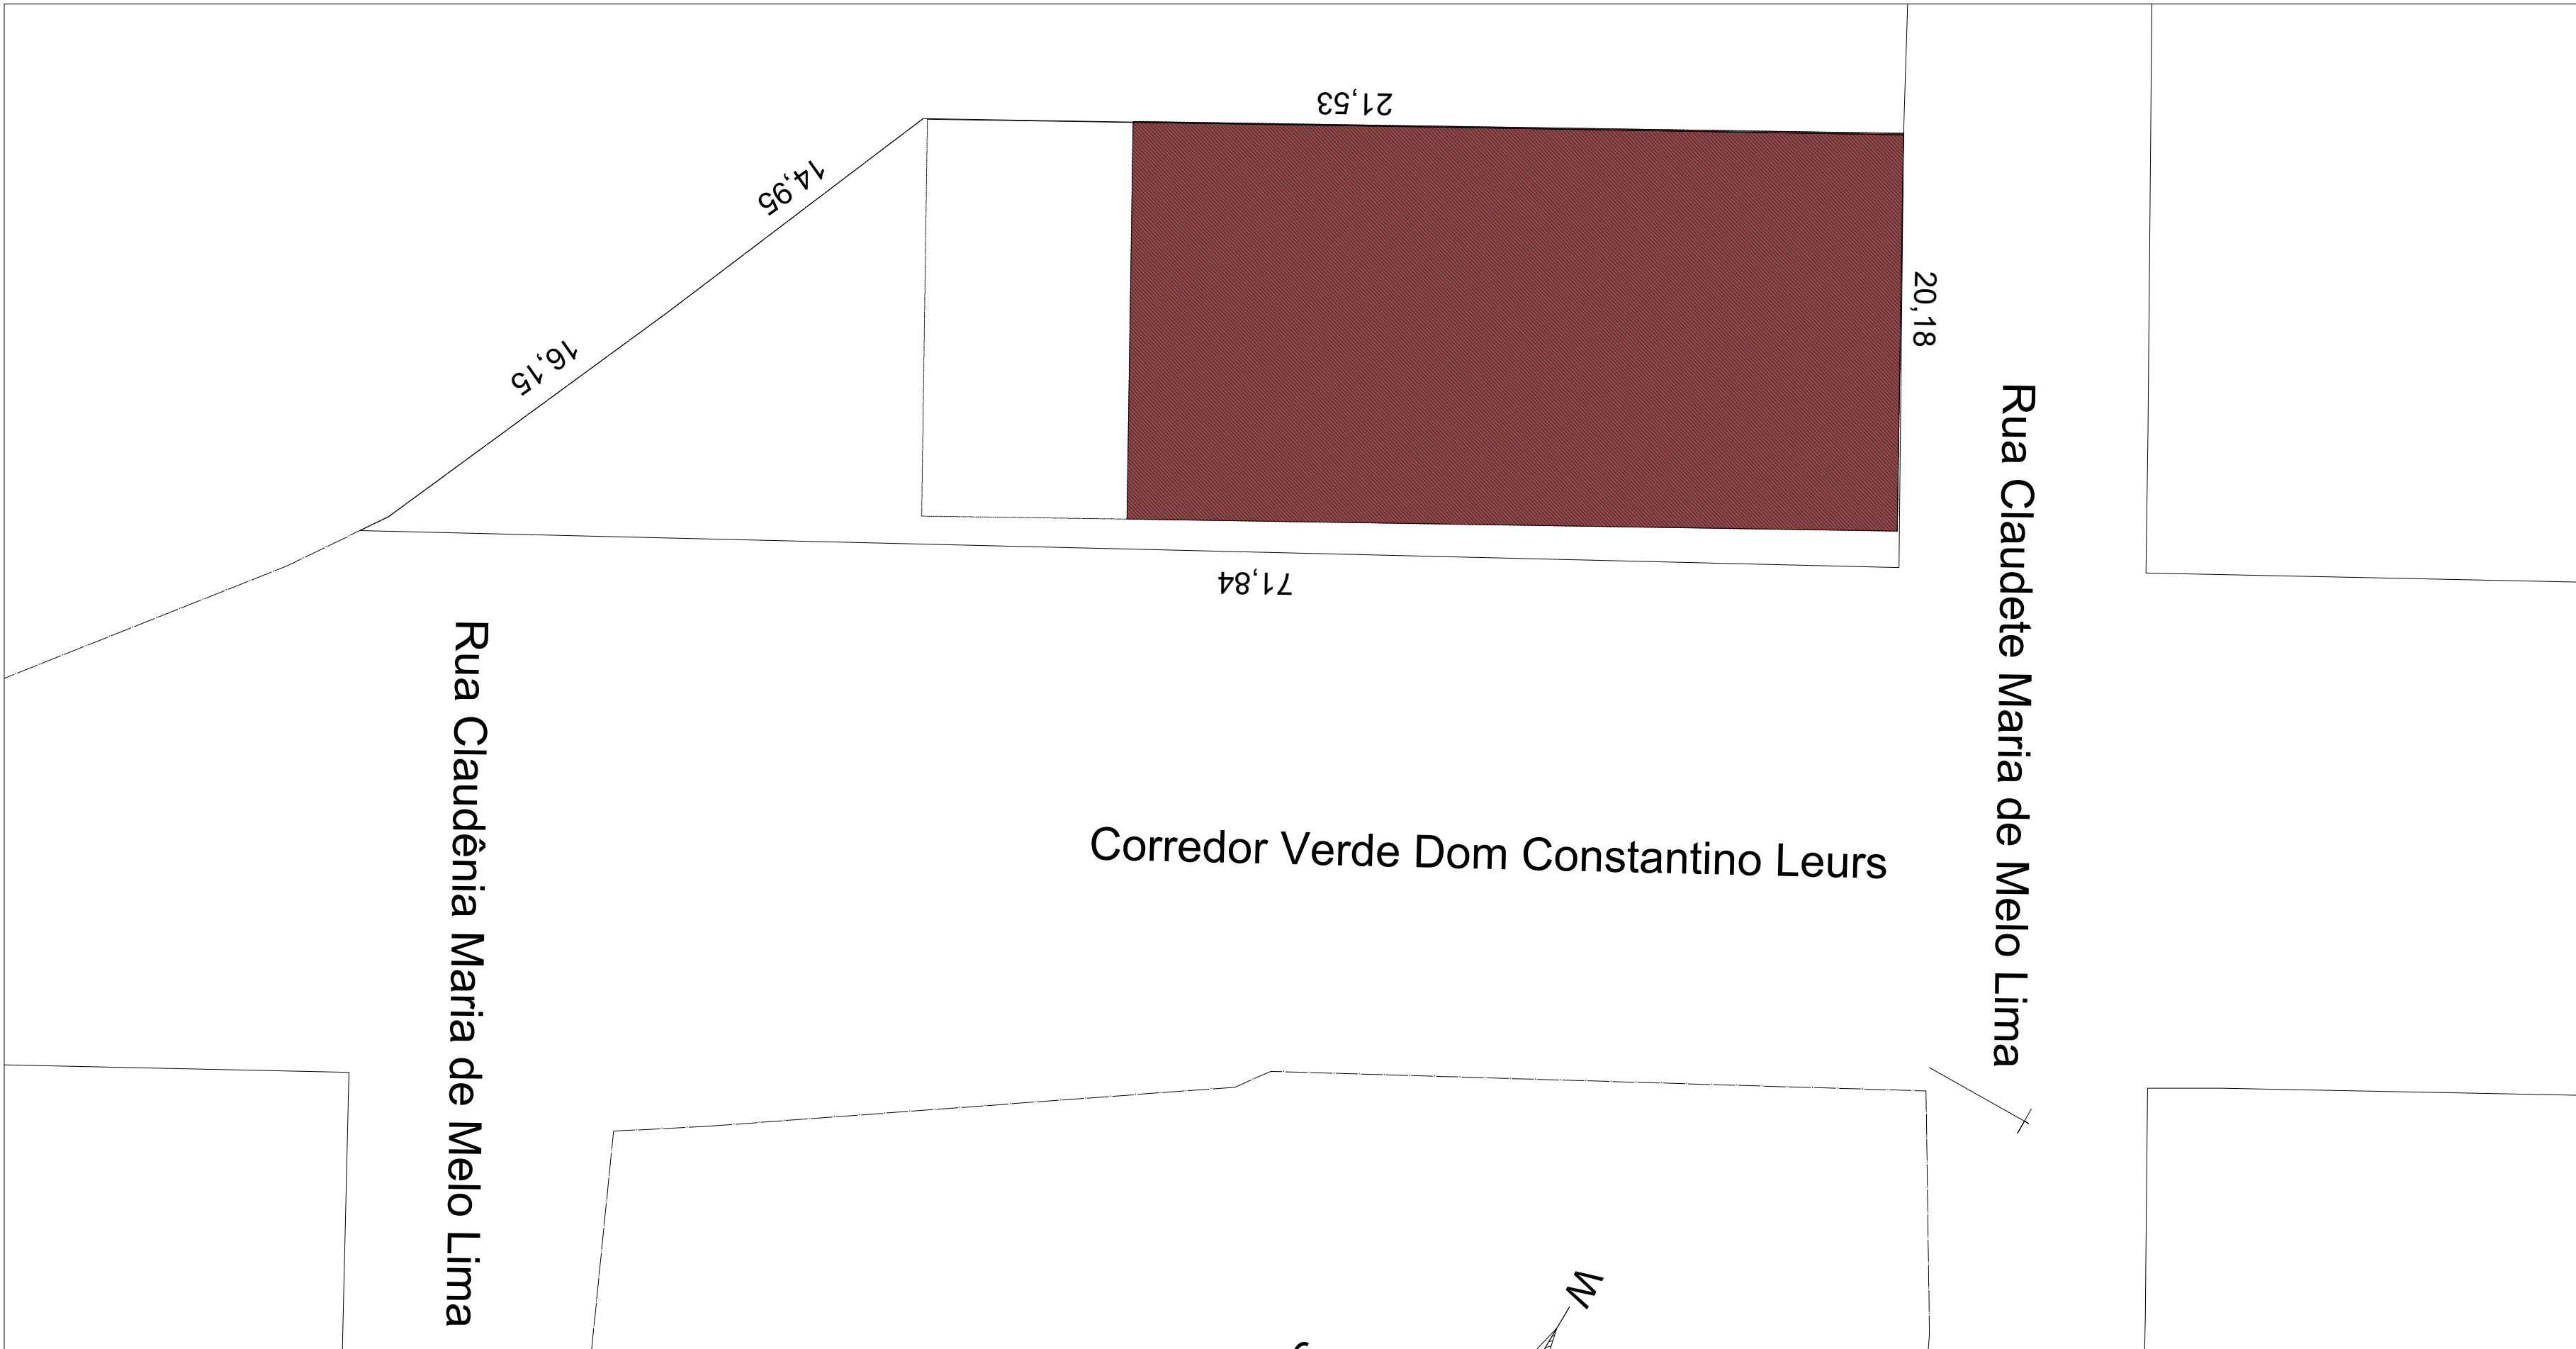 21,53
14,95
20,18
16,15
71,84
Rua Claudete Maria de Melo Lima
Rua Claudênia Maria de Melo Lima
Corredor Verde Dom Constantino Leurs
W